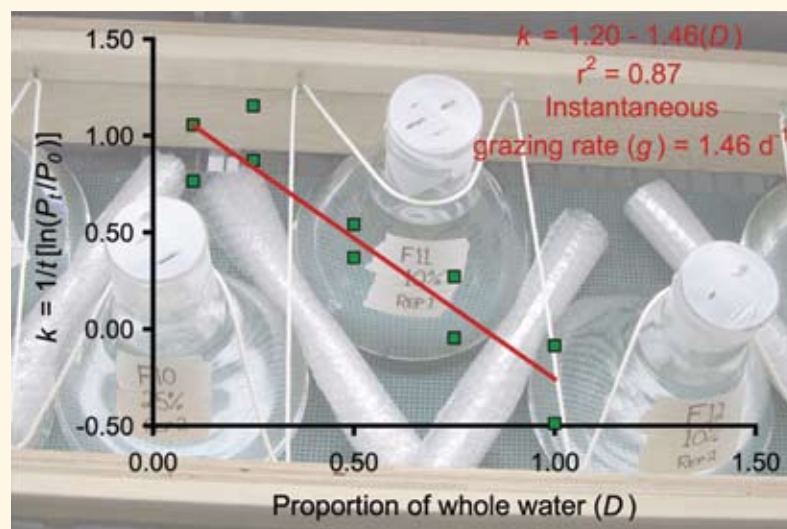 k = 1.20 - 1.46(D)
r² = 0.87
Instantaneous
grazing rate (g) = 1.46 d⁻¹
k = 1/t [ln(Pt/P0)]
1.50
1.00
0.50
0.00
-0.50
0.00 0.50 1.00 1.50
Proportion of whole water (D)
F11
10%
Rep 1
F10
25%
F12
10%
Rep 2